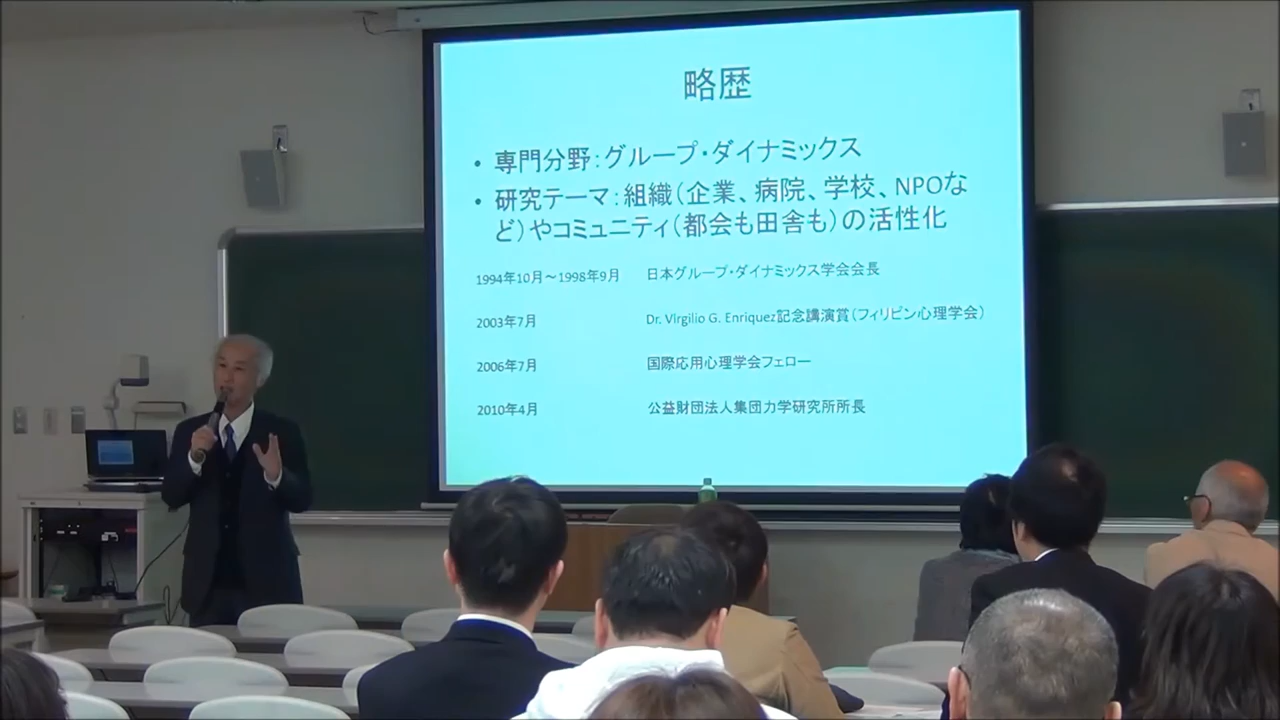 略歴
• 専門分野：グループ・ダイナミックス
• 研究テーマ：組織（企業、病院、学校、NPOな
ど）やコミュニティ（都会も田舎も）の活性化
1994年10月～1998年9月 日本グループ・ダイナミックス学会会長
2003年7月 Dr. Virgilio G. Enriquez記念講演賞（フィリピン心理学会）
2006年7月 国際応用心理学会フェロー
2010年4月 公益財団法人集団力学研究所所長